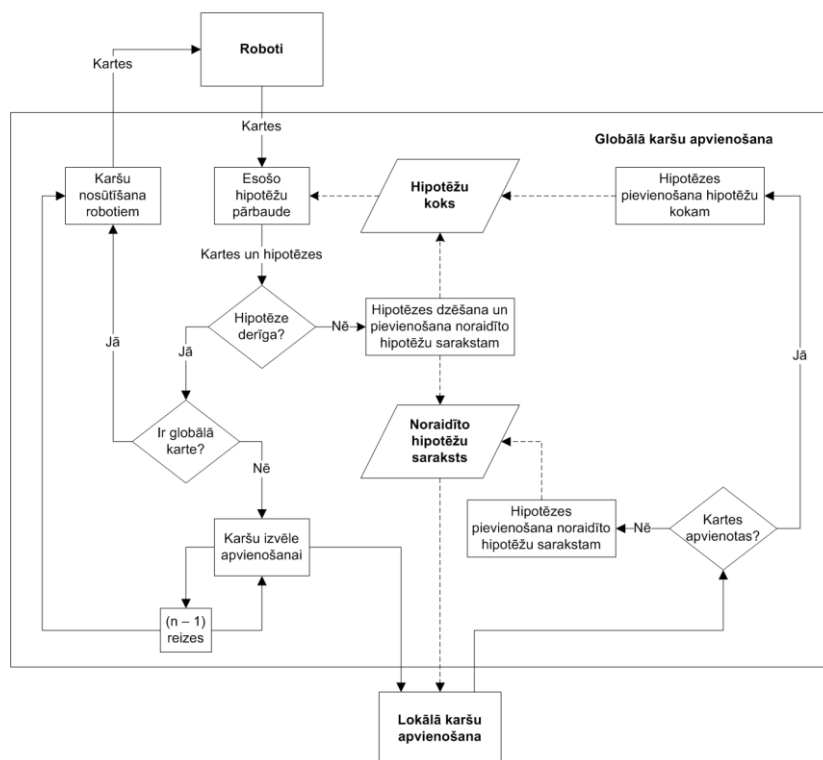 Roboti
Kartes
Kartes
Globālā karšu apvienošana
Karšu
nosūtīšana
robotiem
Esošo
hipotēžu
pārbaude
Hipotēžu
koks
Hipotēzes
pievienošana hipotēžu
kokam
Kartes un hipotēzes
Hipotēze
derīga?
Nē
Hipotēzes dzēšana un
pievienošana noraidīto
hipotēžu sarakstam
Jā
Jā
Jā
Ir globālā
karte?
Noraidīto
hipotēžu
saraksts
Nē
Hipotēzes
pievienošana noraidīto
hipotēžu sarakstam
Nē
Kartes
apvienotas?
Karšu izvēle
apvienošanai
(n – 1)
reizes
Lokālā karšu
apvienošana